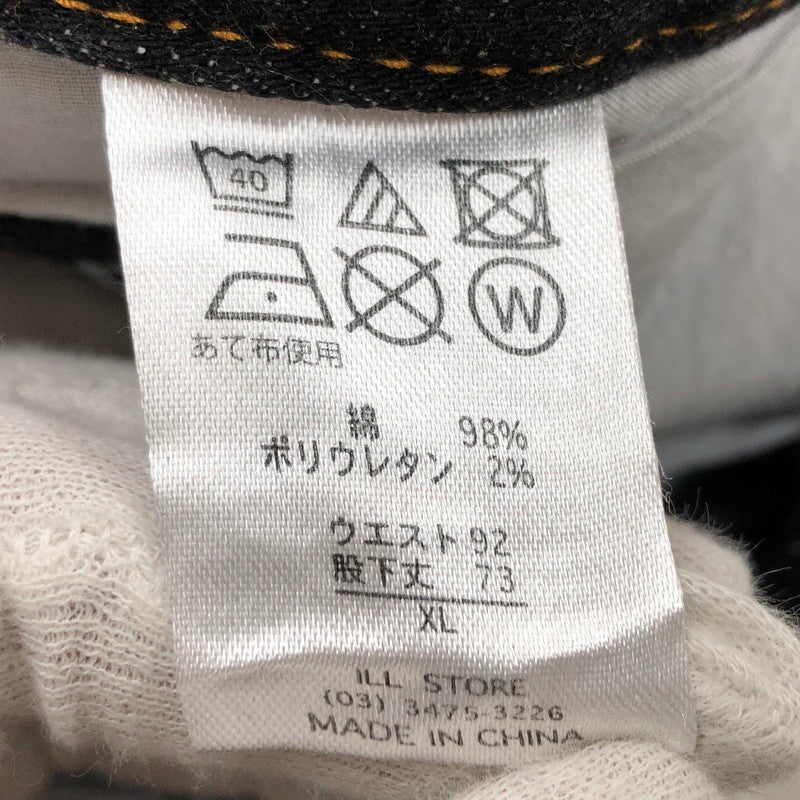 40
W
あて布使用
綿 98%
ポリウレタン 2%
ウエスト 92
股下丈 73
XL
ILL STORE
(03) 3475-3226
MADE IN CHINA